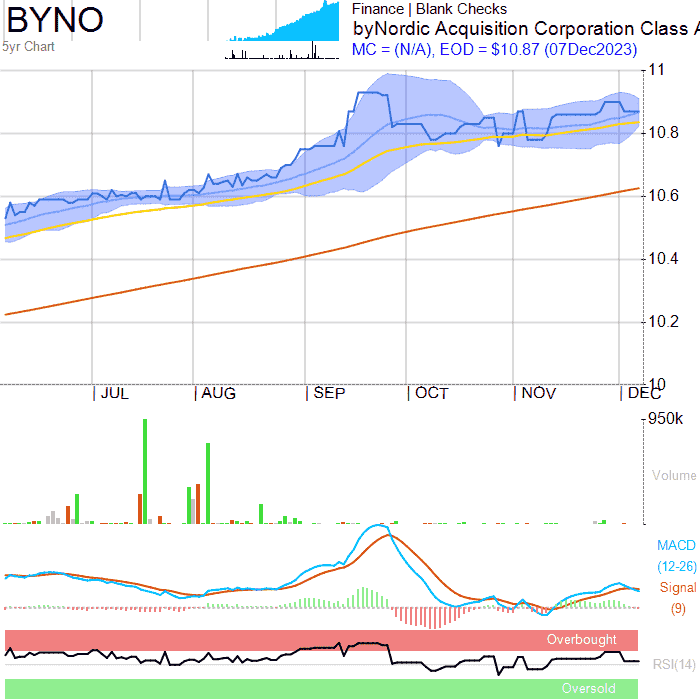 BYNO
5yr Chart
Finance | Blank Checks
byNordic Acquisition Corporation Class A
MC = (N/A), EOD = $10.87 (07Dec2023)
11
10.8
10.6
10.4
10.2
10
JUL AUG SEP OCT NOV DEC
950k
Volume
MACD
(12-26)
Signal
(9)
Overbought
RSI(14)
Oversold